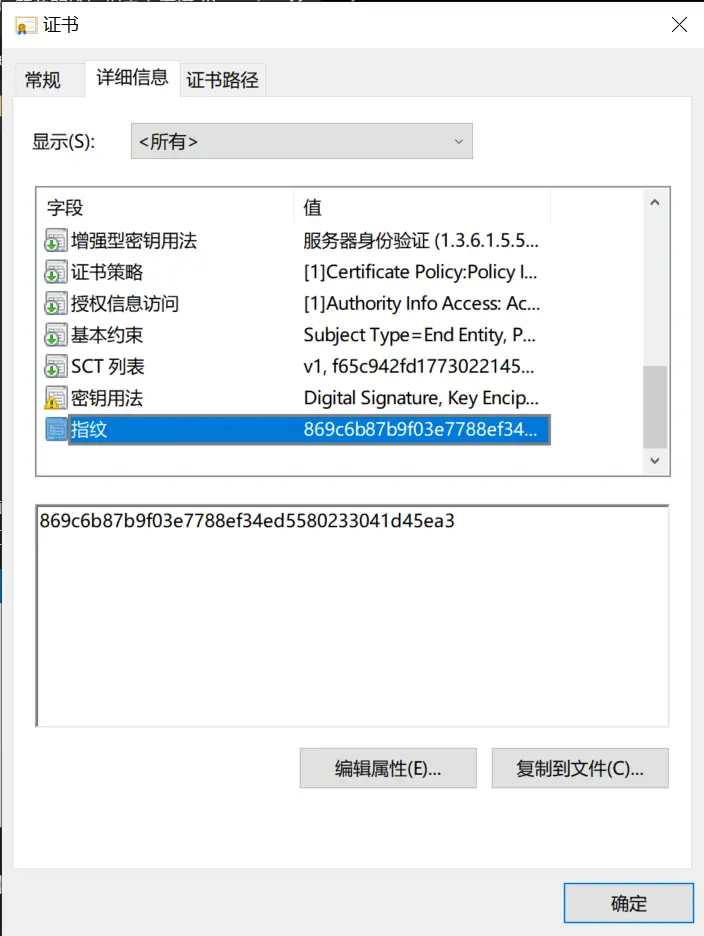 证书
常规 详细信息 证书路径
显示(S): <所有>
字段 值
增强型密钥用法 服务器身份验证 (1.3.6.1.5.5...
证书策略 [1]Certificate Policy:Policy I...
授权信息访问 [1]Authority Info Access: Ac...
基本约束 Subject Type=End Entity, P...
SCT 列表 v1, f65c942fd1773022145...
密钥用法 Digital Signature, Key Encip...
指纹 869c6b87b9f03e7788ef34...
869c6b87b9f03e7788ef34ed5580233041d45ea3
编辑属性(E)... 复制到文件(C)...
确定